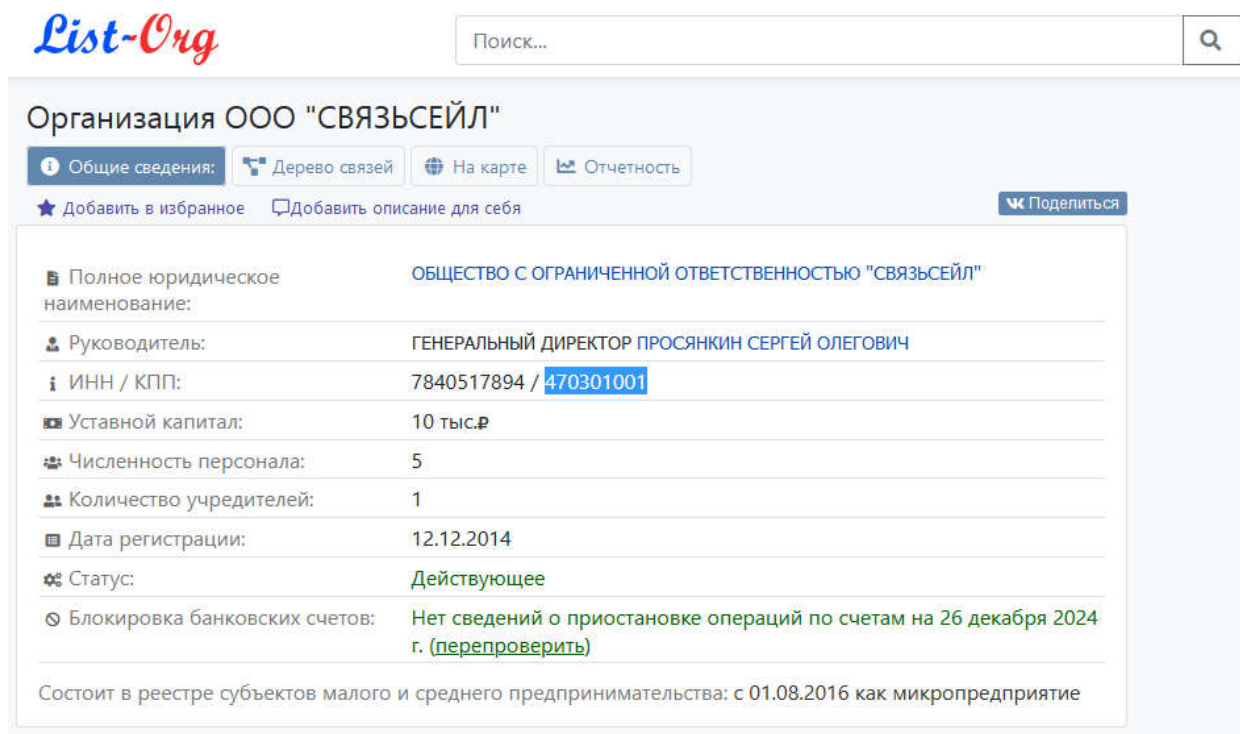 List-Org
Поиск...
Организация ООО "СВЯЗЬСЕЙЛ"
Общие сведения: Дерево связей На карте Отчетность
Добавить в избранное Добавить описание для себя Поделиться
Полное юридическое наименование: ОБЩЕСТВО С ОГРАНИЧЕННОЙ ОТВЕТСТВЕННОСТЬЮ "СВЯЗЬСЕЙЛ"
Руководитель: ГЕНЕРАЛЬНЫЙ ДИРЕКТОР ПРОСЯНКИН СЕРГЕЙ ОЛЕГОВИЧ
ИНН / КПП: 7840517894 / 470301001
Уставной капитал: 10 тыс.₽
Численность персонала: 5
Количество учредителей: 1
Дата регистрации: 12.12.2014
Статус: Действующее
Блокировка банковских счетов: Нет сведений о приостановке операций по счетам на 26 декабря 2024
г. (перепроверить)
Состоит в реестре субъектов малого и среднего предпринимательства: с 01.08.2016 как микропредприятие